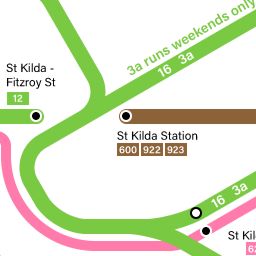 3a runs weekends only
16 3a
St Kilda -
Fitzroy St
12
St Kilda Station
600 922 923
16 3a
St Kil